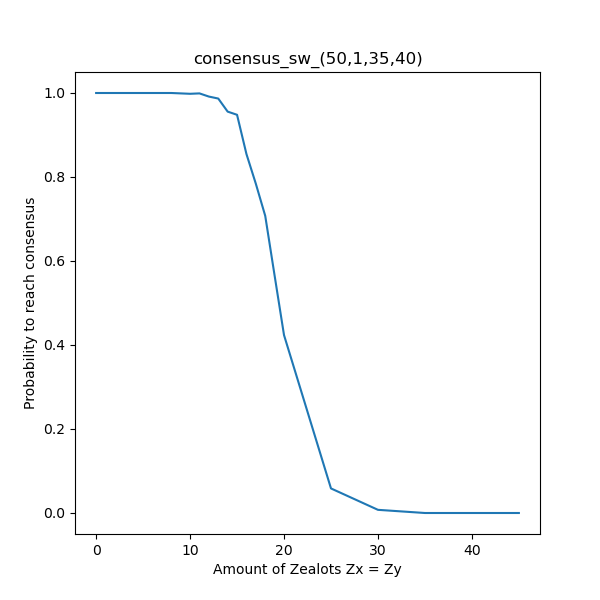 consensus_sw_(50,1,35,40)
1.0
0.8
0.6
0.4
0.2
0.0
Probability to reach consensus
0 10 20 30 40
Amount of Zealots Zx = Zy